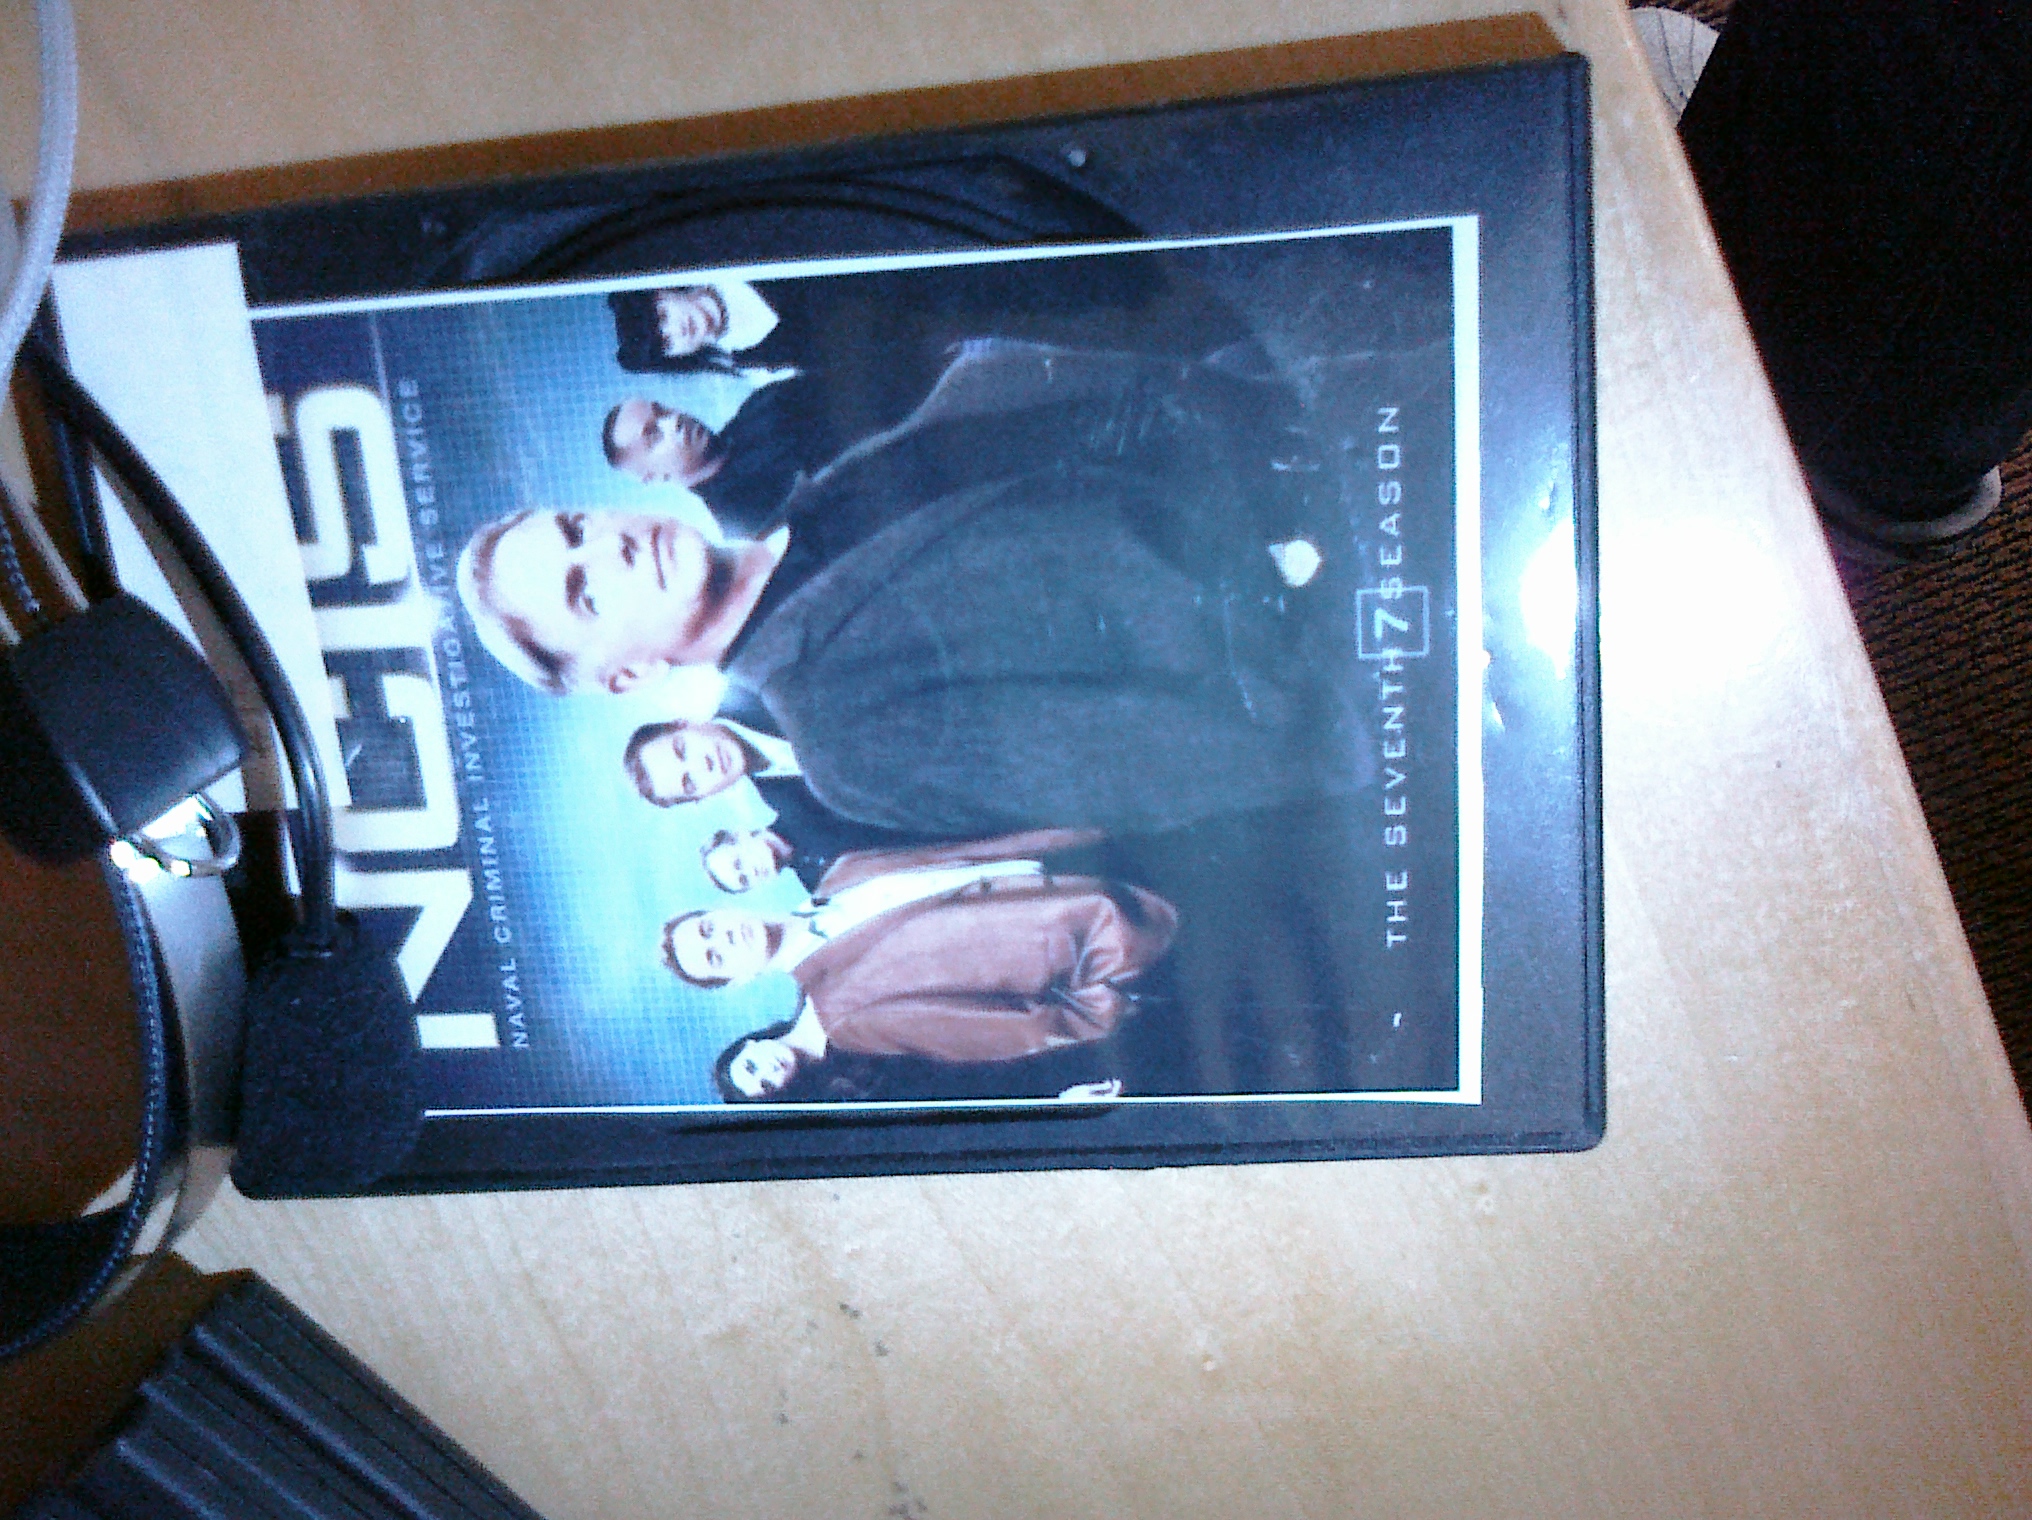 NCIS
NAVAL CRIMINAL INVESTIGATIVE SERVICE
- THE SEVENTH 7 SEASON